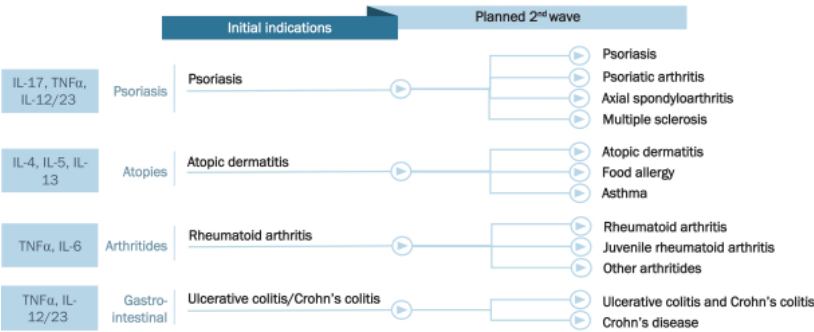 Initial indications
Planned 2nd wave
IL-17, TNFα,
IL-12/23
Psoriasis
Psoriasis
Psoriasis
Psoriatic arthritis
Axial spondyloarthritis
Multiple sclerosis
IL-4, IL-5, IL-
13
Atopies
Atopic dermatitis
Atopic dermatitis
Food allergy
Asthma
TNFα, IL-6
Arthritides
Rheumatoid arthritis
Rheumatoid arthritis
Juvenile rheumatoid arthritis
Other arthritides
TNFα, IL-
12/23
Gastro-
intestinal
Ulcerative colitis/Crohn's colitis
Ulcerative colitis and Crohn's colitis
Crohn's disease